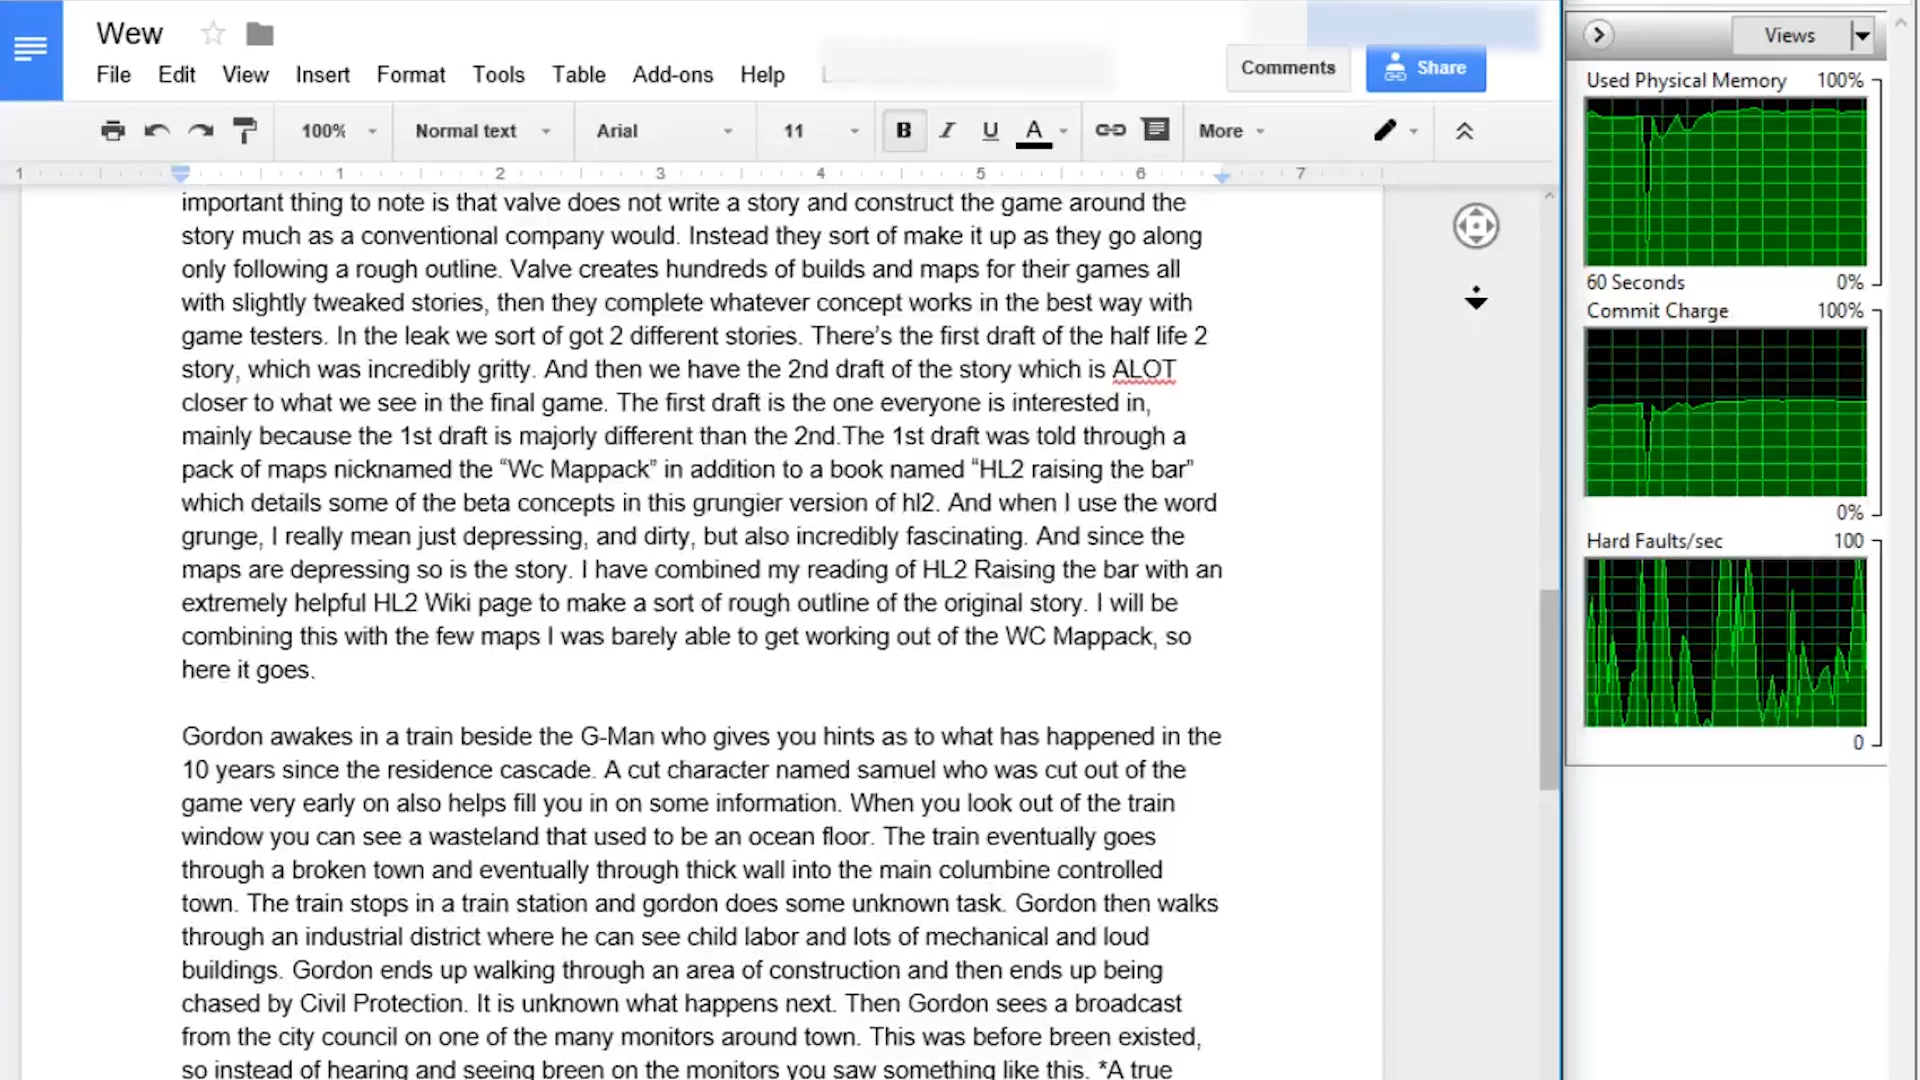 Wew
File Edit View Insert Format Tools Table Add-ons Help
Comments
Share
100% Normal text Arial 11 B I U A More
1 1 2 3 4 5 6 7
important thing to note is that valve does not write a story and construct the game around the
story much as a conventional company would. Instead they sort of make it up as they go along
only following a rough outline. Valve creates hundreds of builds and maps for their games all
with slightly tweaked stories, then they complete whatever concept works in the best way with
game testers. In the leak we sort of got 2 different stories. There’s the first draft of the half life 2
story, which was incredibly gritty. And then we have the 2nd draft of the story which is ALOT
closer to what we see in the final game. The first draft is the one everyone is interested in,
mainly because the 1st draft is majorly different than the 2nd.The 1st draft was told through a
pack of maps nicknamed the “Wc Mappack” in addition to a book named “HL2 raising the bar”
which details some of the beta concepts in this grungier version of hl2. And when I use the word
grunge, I really mean just depressing, and dirty, but also incredibly fascinating. And since the
maps are depressing so is the story. I have combined my reading of HL2 Raising the bar with an
extremely helpful HL2 Wiki page to make a sort of rough outline of the original story. I will be
combining this with the few maps I was barely able to get working out of the WC Mappack, so
here it goes.
Gordon awakes in a train beside the G-Man who gives you hints as to what has happened in the
10 years since the residence cascade. A cut character named samuel who was cut out of the
game very early on also helps fill you in on some information. When you look out of the train
window you can see a wasteland that used to be an ocean floor. The train eventually goes
through a broken town and eventually through thick wall into the main columbine controlled
town. The train stops in a train station and gordon does some unknown task. Gordon then walks
through an industrial district where he can see child labor and lots of mechanical and loud
buildings. Gordon ends up walking through an area of construction and then ends up being
chased by Civil Protection. It is unknown what happens next. Then Gordon sees a broadcast
from the city council on one of the many monitors around town. This was before breen existed,
so instead of hearing and seeing breen on the monitors you saw something like this. *A true
Views
Used Physical Memory 100%
60 Seconds 0%
Commit Charge 100%
0%
Hard Faults/sec 100
0